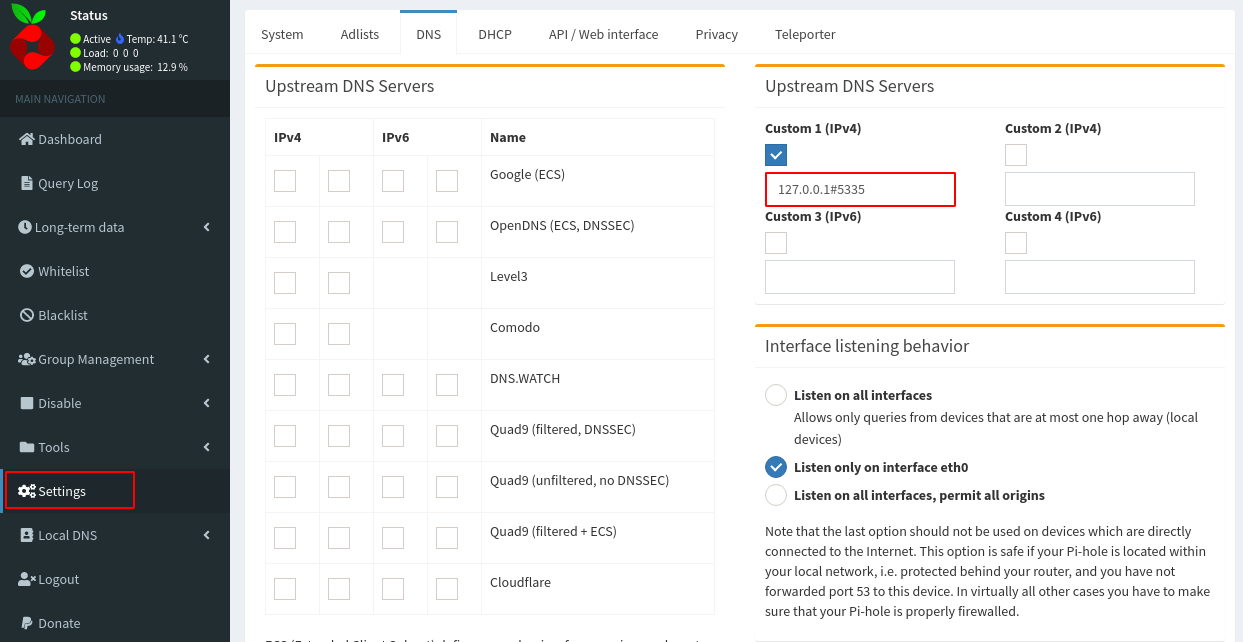 Status
Active Temp: 41.1 °C
Load: 0 0 0
Memory usage: 12.9 %
MAIN NAVIGATION
Dashboard
Query Log
Long-term data
Whitelist
Blacklist
Group Management
Disable
Tools
Settings
Local DNS
Logout
Donate
System Adlists DNS DHCP API / Web interface Privacy Teleporter
Upstream DNS Servers
IPv4 IPv6 Name
Google (ECS)
OpenDNS (ECS, DNSSEC)
Level3
Comodo
DNS.WATCH
Quad9 (filtered, DNSSEC)
Quad9 (unfiltered, no DNSSEC)
Quad9 (filtered + ECS)
Cloudflare
Upstream DNS Servers
Custom 1 (IPv4) Custom 2 (IPv4)
127.0.0.1#5335
Custom 3 (IPv6) Custom 4 (IPv6)
Interface listening behavior
Listen on all interfaces
Allows only queries from devices that are at most one hop away (local
devices)
Listen only on interface eth0
Listen on all interfaces, permit all origins
Note that the last option should not be used on devices which are directly
connected to the Internet. This option is safe if your Pi-hole is located within
your local network, i.e. protected behind your router, and you have not
forwarded port 53 to this device. In virtually all other cases you have to make
sure that your Pi-hole is properly firewalled.